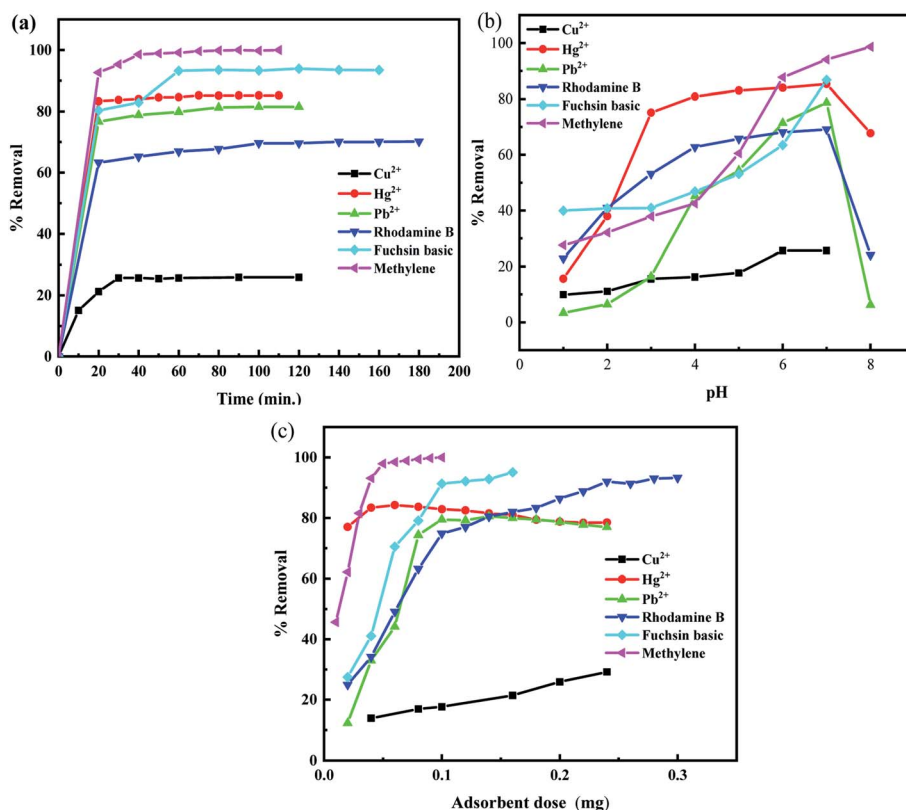 (a)
100
80
60
40
20
0
% Removal
Cu²⁺
Hg²⁺
Pb²⁺
Rhodamine B
Fuchsin basic
Methylene
0 20 40 60 80 100 120 140 160 180 200
Time (min.)
(b)
100
80
60
40
20
0
% Removal
Cu²⁺
Hg²⁺
Pb²⁺
Rhodamine B
Fuchsin basic
Methylene
0 2 4 6 8
pH
(c)
100
80
60
40
20
0
% Removal
Cu²⁺
Hg²⁺
Pb²⁺
Rhodamine B
Fuchsin basic
Methylene
0.0 0.1 0.2 0.3
Adsorbent dose (mg)